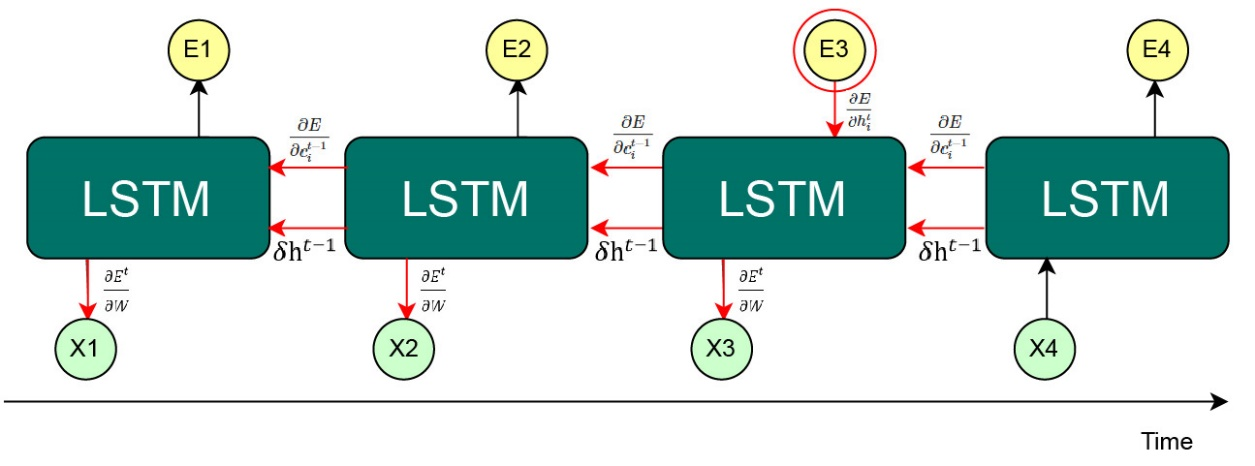 E1 E2 E3 E4
∂E/∂c_i^{t-1} ∂E/∂c_i^{t-1} ∂E/∂h_i^t ∂E/∂c_i^{t-1}
LSTM LSTM LSTM LSTM
δh^{t-1} δh^{t-1} δh^{t-1}
∂E^t/∂W ∂E^t/∂W ∂E^t/∂W
X1 X2 X3 X4
Time